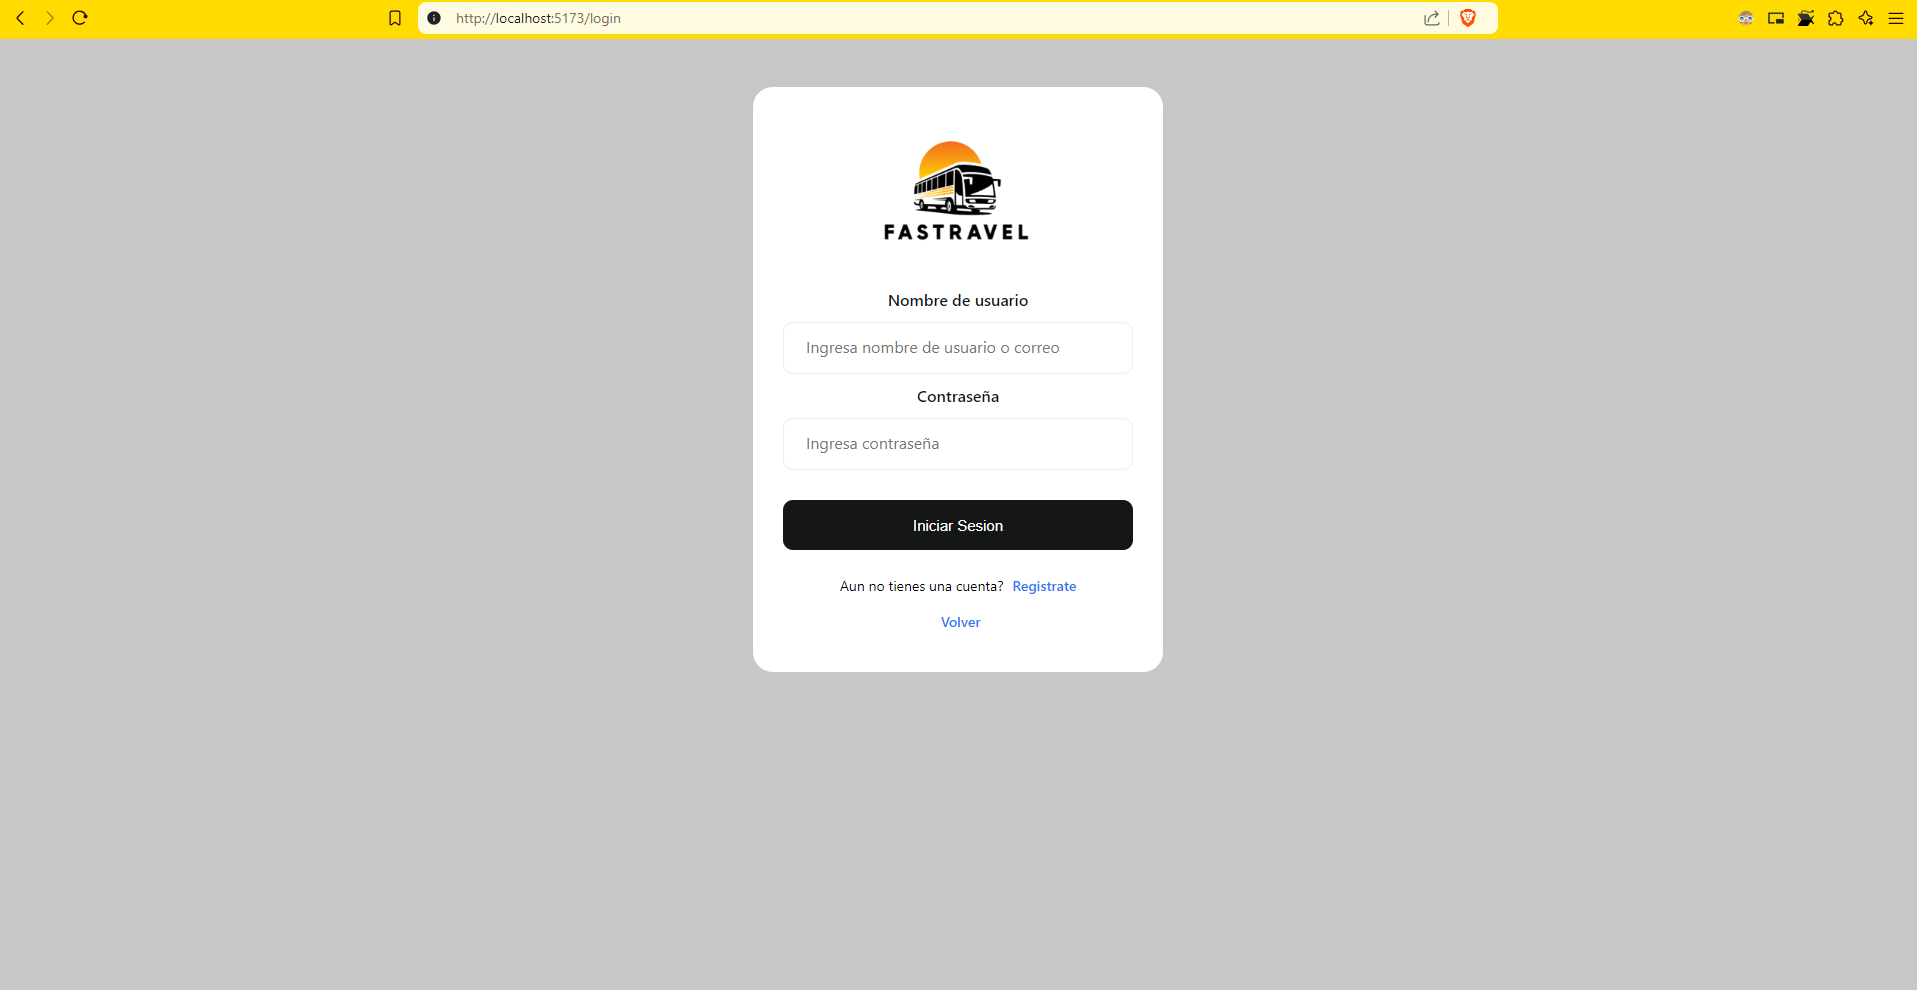 http://localhost:5173/login
FASTRAVEL
Nombre de usuario
Ingresa nombre de usuario o correo
Contraseña
Ingresa contraseña
Iniciar Sesion
Aun no tienes una cuenta? Registrate
Volver